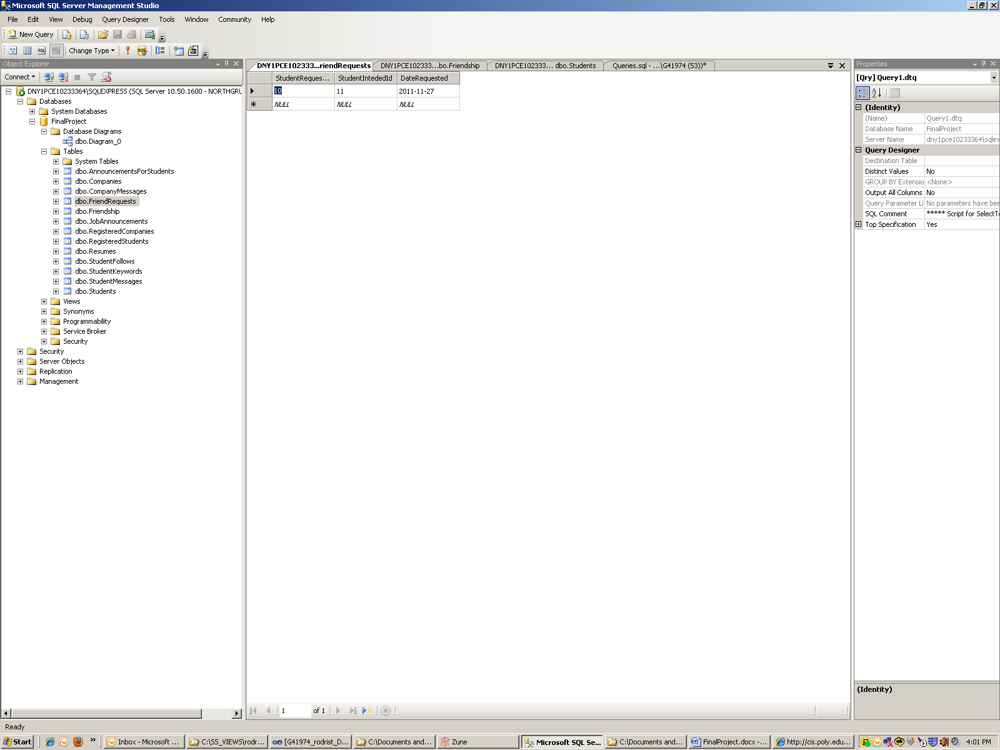 Microsoft SQL Server Management Studio
File Edit View Debug Query Designer Tools Window Community Help
New Query
Change Type
Object Explorer
Connect
DNY1PCE10233364\SQLEXPRESS (SQL Server 10.50.1600 - NORTHGRU
Databases
System Databases
FinalProject
Database Diagrams
dbo.Diagram_0
Tables
System Tables
dbo.AnnouncementsForStudents
dbo.Companies
dbo.CompanyMessages
dbo.FriendRequests
dbo.Friendship
dbo.JobAnnouncements
dbo.RegisteredCompanies
dbo.RegisteredStudents
dbo.Resumes
dbo.StudentFollows
dbo.StudentKeywords
dbo.StudentMessages
dbo.Students
Views
Synonyms
Programmability
Service Broker
Security
Security
Server Objects
Replication
Management
DNY1PCE102333...riendRequests DNY1PCE102333...bo.Friendship DNY1PCE102333... dbo.Students Queries.sql - ...\G41974 (53))*
StudentReques... StudentIntededId DateRequested
10 11 2011-11-27
NULL NULL NULL
1 of 1
Properties
[Qry] Query1.dtq
(Identity)
(Name) Query1.dtq
Database Name FinalProject
Server Name dny1pce10233364\sqlex
Query Designer
Destination Table
Distinct Values No
GROUP BY Extensio <None>
Output All Columns No
Query Parameter Li No parameters have bee
SQL Comment ***** Script for SelectT
Top Specification Yes
(Identity)
Ready
Start Inbox - Microsoft ... C:\SS_VIEWS\rodr... [G41974_rodrist_D... C:\Documents and... Zune Microsoft SQL Se... C:\Documents and... FinalProject.docx -... http://cis.poly.edu... 4:01 PM